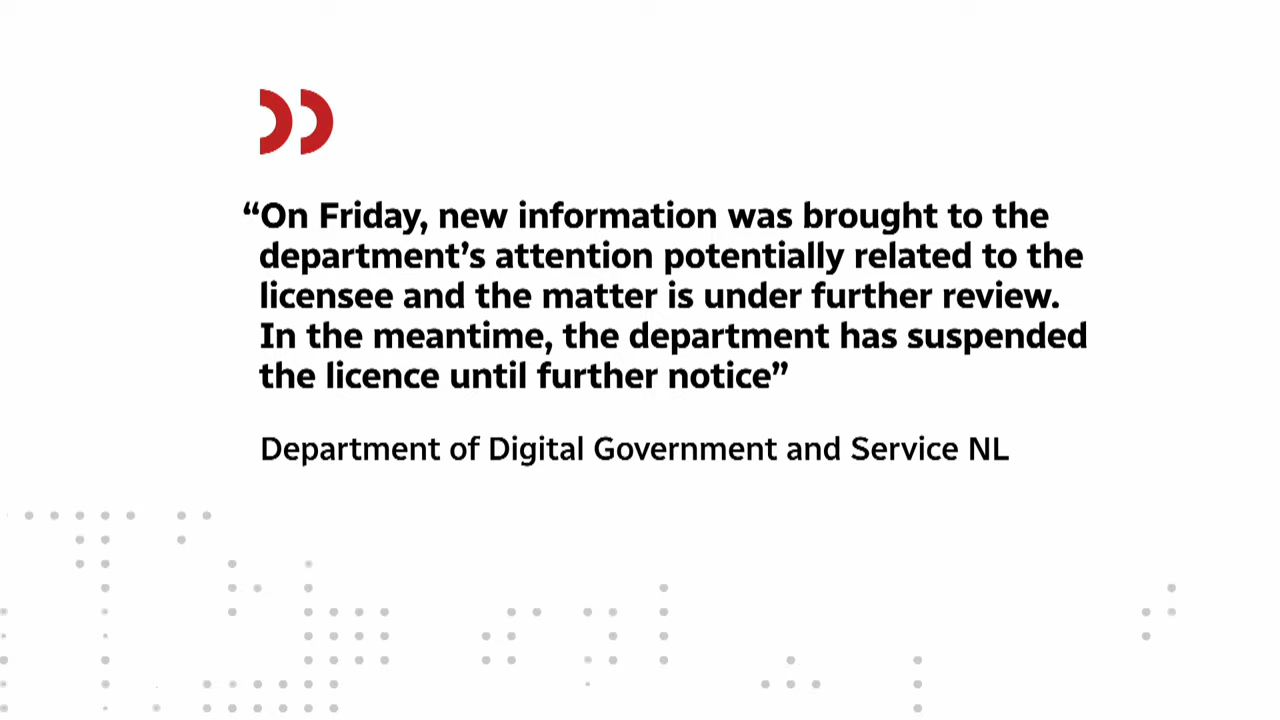 “On Friday, new information was brought to the
department’s attention potentially related to the
licensee and the matter is under further review.
In the meantime, the department has suspended
the licence until further notice”
Department of Digital Government and Service NL